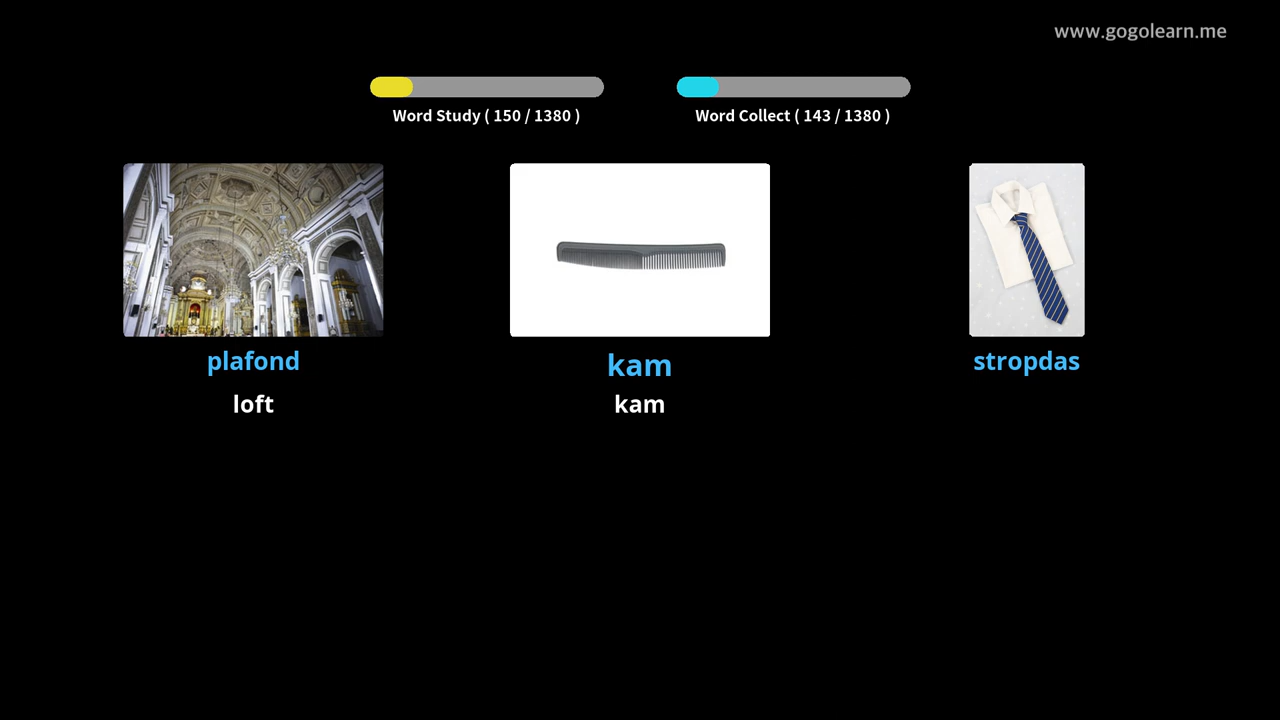 www.gogolearn.me
Word Study ( 150 / 1380 )
Word Collect ( 143 / 1380 )
plafond
kam
stropdas
loft
kam